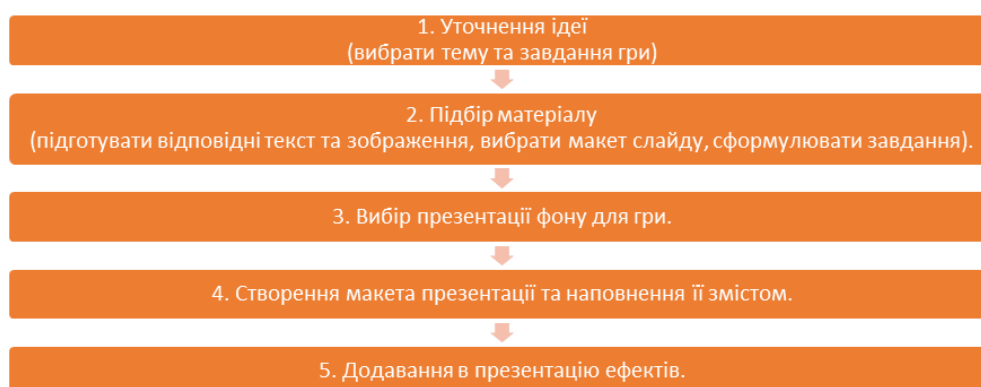 1. Уточнення ідеї
(вибрати тему та завдання гри)
2. Підбір матеріалу
(підготувати відповідні текст та зображення, вибрати макет слайду, сформулювати завдання).
3. Вибір презентації фону для гри.
4. Створення макета презентації та наповнення її змістом.
5. Додавання в презентацію ефектів.